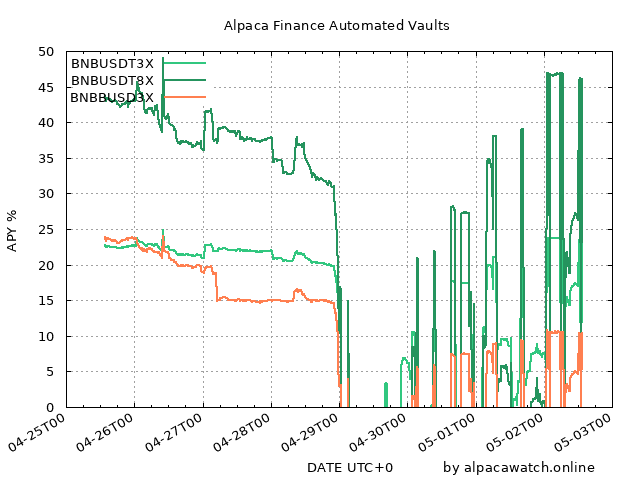 Alpaca Finance Automated Vaults
BNBUSDT3X
BNBUSDT8X
BNBBUSD3X
50
45
40
35
30
25
20
15
10
5
0
APY %
04-25T00
04-26T00
04-27T00
04-28T00
04-29T00
04-30T00
05-01T00
05-02T00
05-03T00
DATE UTC+0
by alpacawatch.online